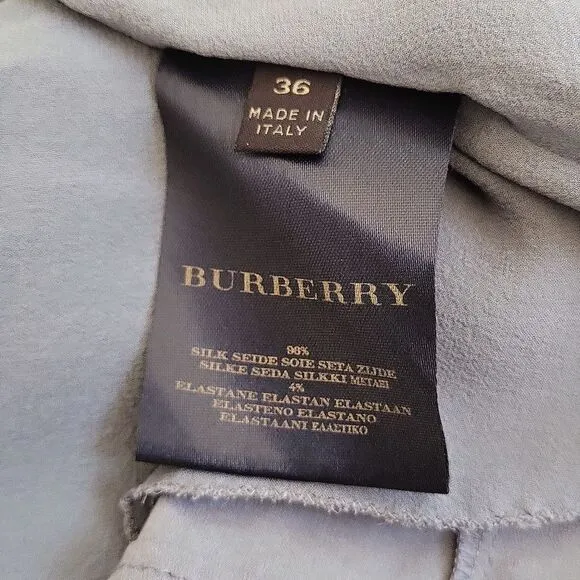 36
MADE IN
ITALY
BURBERRY
96%
SILK SEIDE SOIE SETA ZIJDE
SILKE SEDA SILKKI ΜΕΤΑΞΙ
4%
ELASTANE ELASTAN ELASTAAN
ELASTENO ELASTANO
ELASTAANI ΕΛΑΣΤΙΚΟ